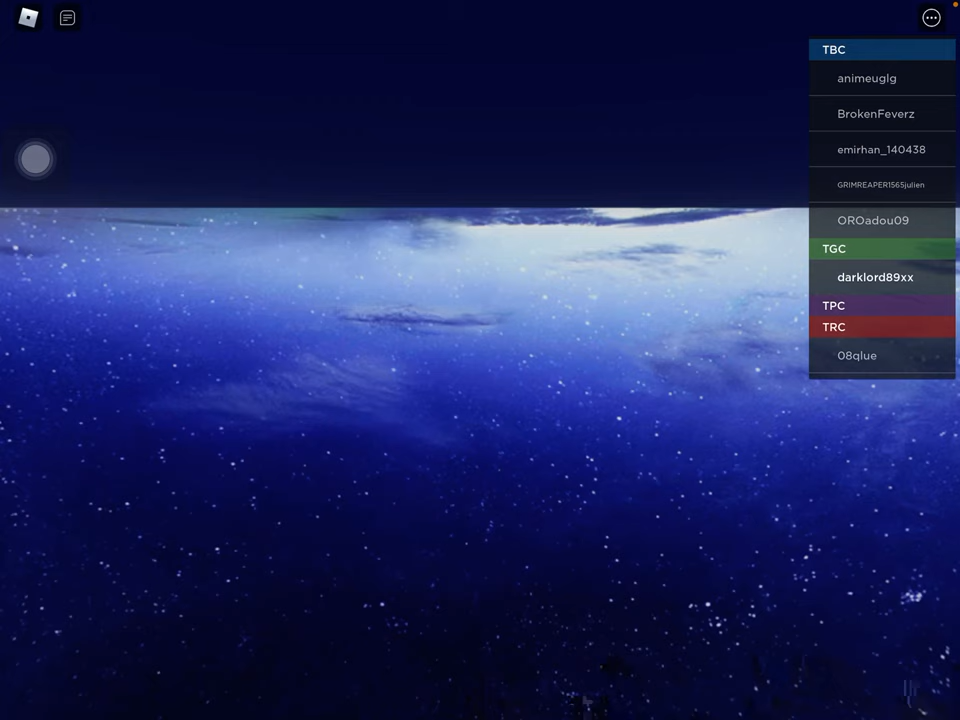 TBC
animeuglg
BrokenFeverz
emirhan_140438
GRIMREAPER1565julien
OROadou09
TGC
darklord89xx
TPC
TRC
08qlue